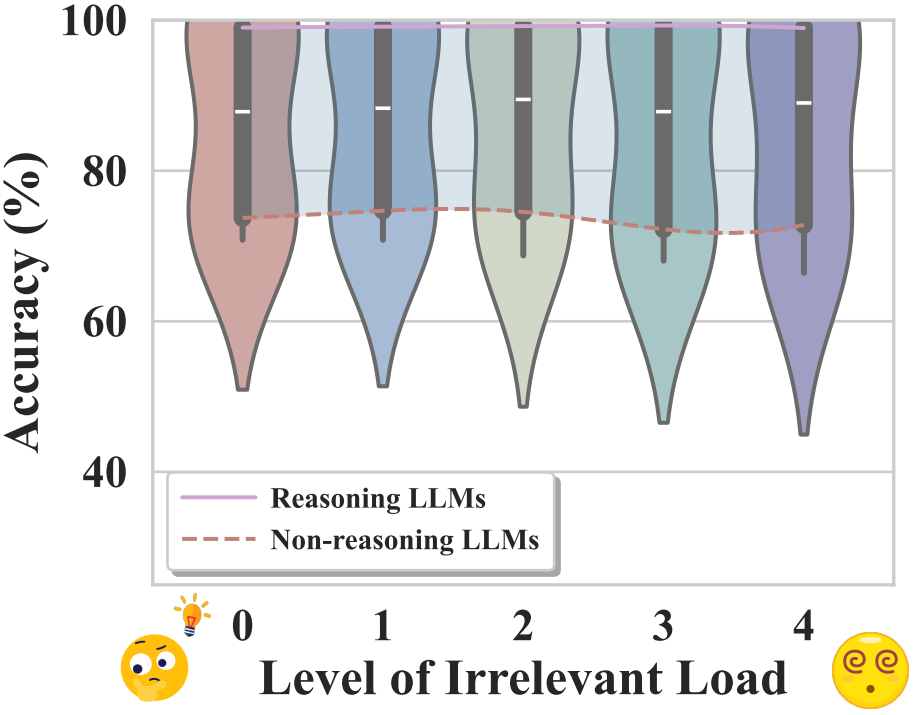 100
80
60
40
Accuracy (%)
Reasoning LLMs
Non-reasoning LLMs
0 1 2 3 4
Level of Irrelevant Load